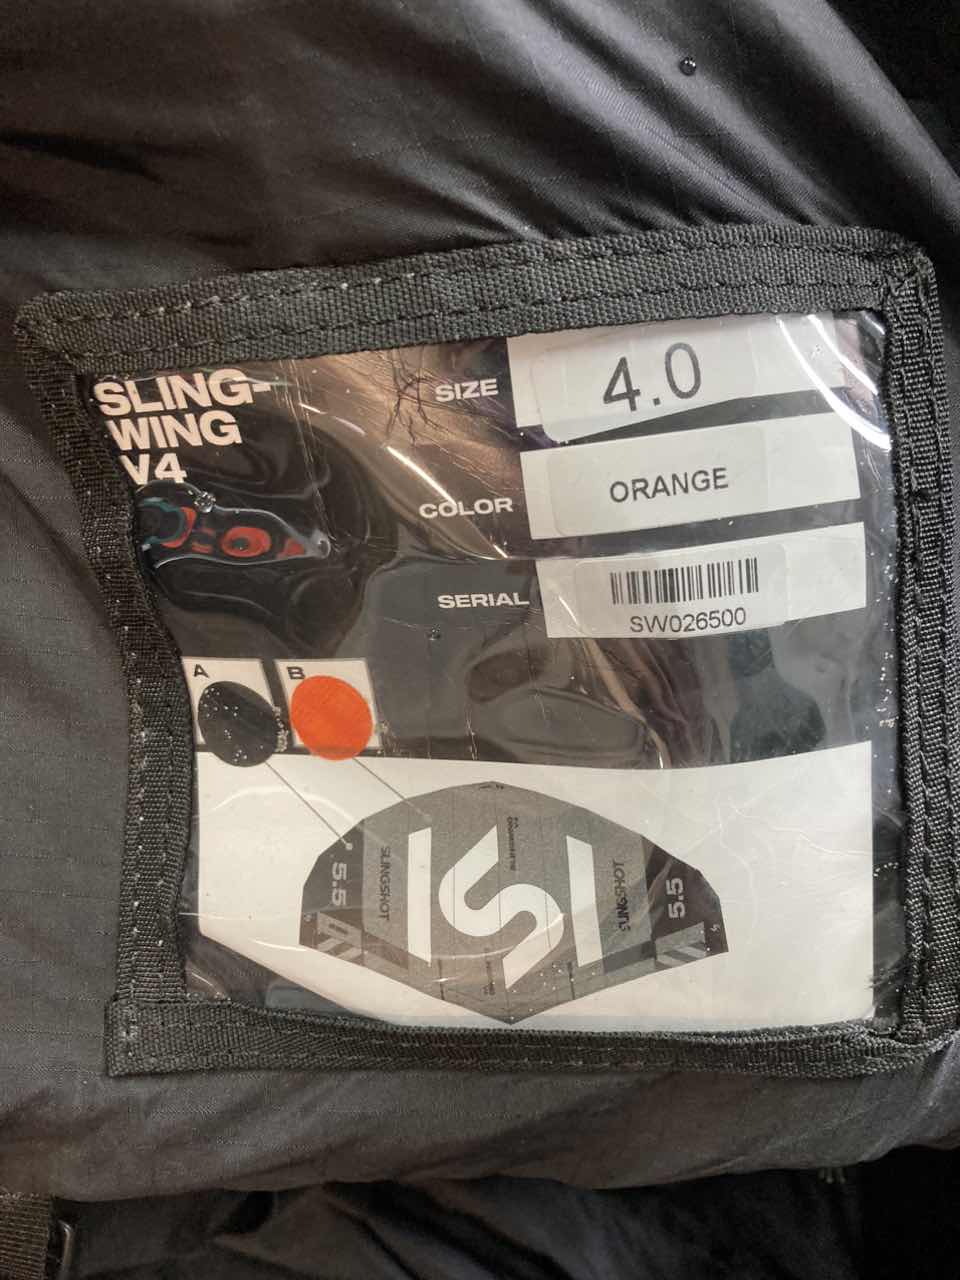 SLING-
WING
V4
SIZE 4.0
COLOR ORANGE
SERIAL SW026500
A B
5.5 SLINGSHOT SLINGSHOT 5.5